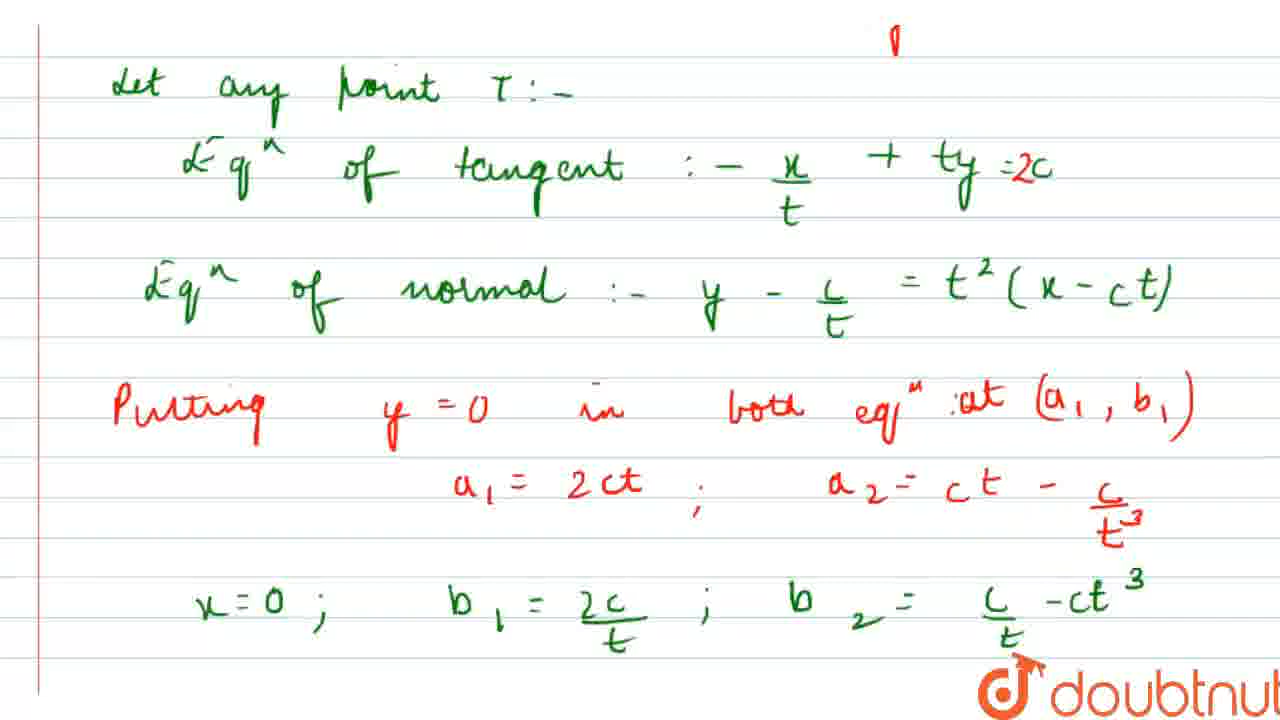 Let any point T :-
Eqⁿ of tangent :- x/t + ty = 2c
Eqⁿ of normal :- y - c/t = t² (x - ct)
Putting y = 0 in both eqⁿ at (a₁, b₁)
a₁ = 2ct ; a₂ = ct - c/t³
x = 0 ; b₁ = 2c/t ; b₂ = c/t - ct³
doubtnut